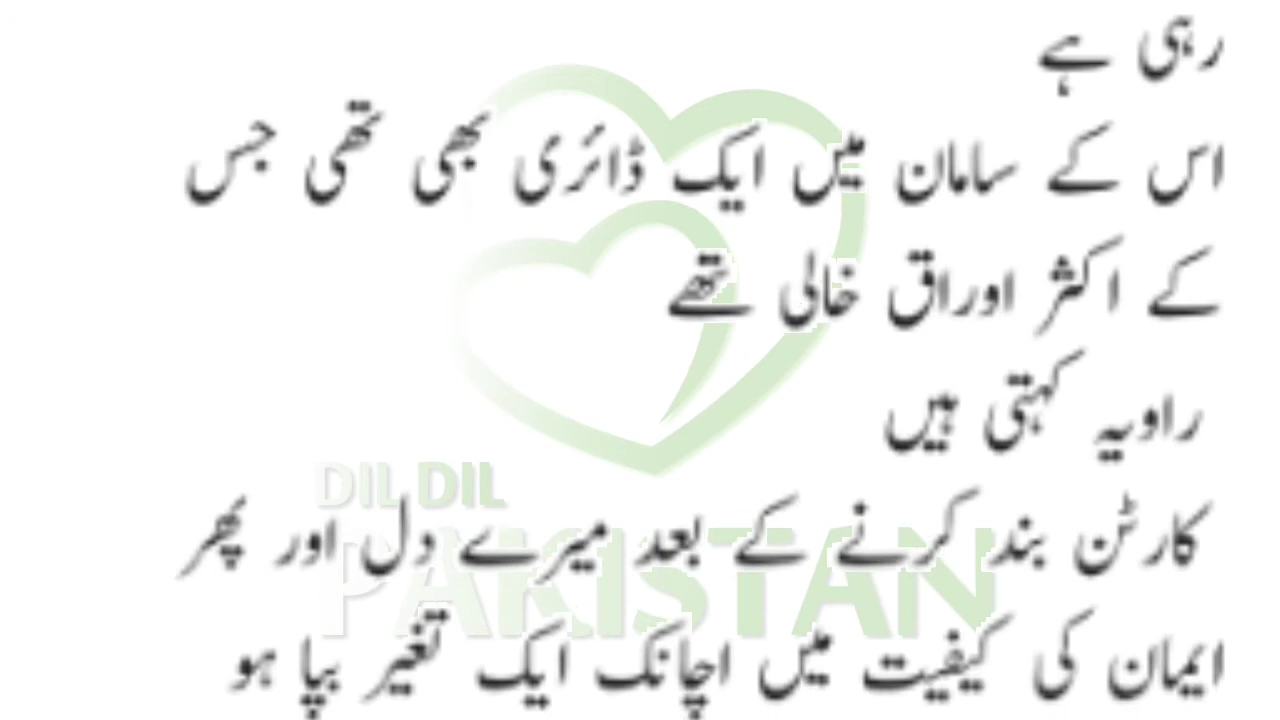 رہی ہے
اس کے سامان میں ایک ڈائری بھی تھی جس
کے اکثر اوراق خالی تھے
راویہ کہتی ہیں
DIL DIL
کارٹن بند کرنے کے بعد میرے دل اور پھر
PAKISTAN
ایمان کی کیفیت میں اچانک ایک تغیر بپا ہو